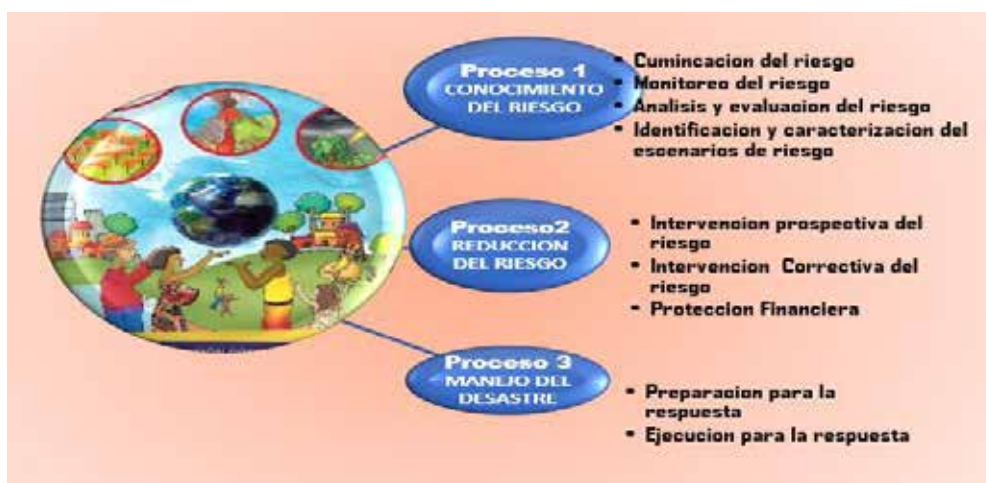 Proceso 1
CONOCIMIENTO
DEL RIESGO
• Cumincacion del riesgo
• Monitoreo del riesgo
• Analisis y evaluacion del riesgo
• Identificacion y caracterizacion del
escenarios de riesgo
Proceso2
REDUCCION
DEL RIESGO
• Intervencion prospectiva del
riesgo
• Intervencion Correctiva del
riesgo
• Proteccion Financiera
Proceso 3
MANEJO DEL
DESASTRE
• Preparacion para la
respuesta
• Ejecucion para la respuesta